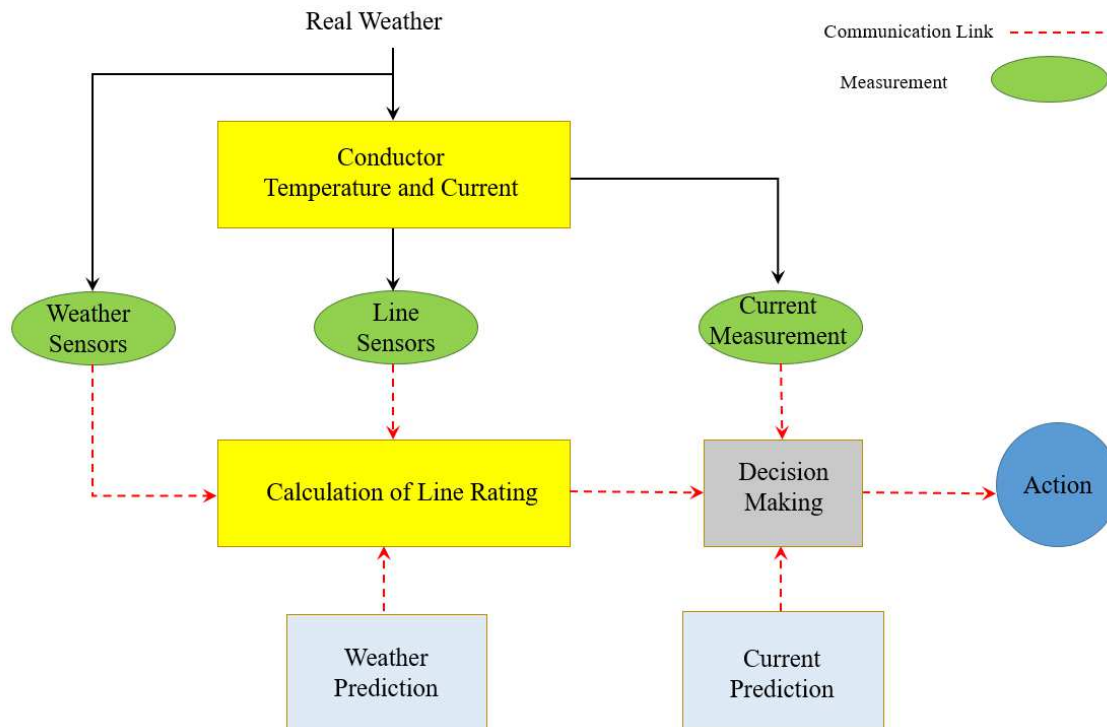 Real Weather
Communication Link
Measurement
Conductor
Temperature and Current
Weather
Sensors
Line
Sensors
Current
Measurement
Calculation of Line Rating
Decision
Making
Action
Weather
Prediction
Current
Prediction